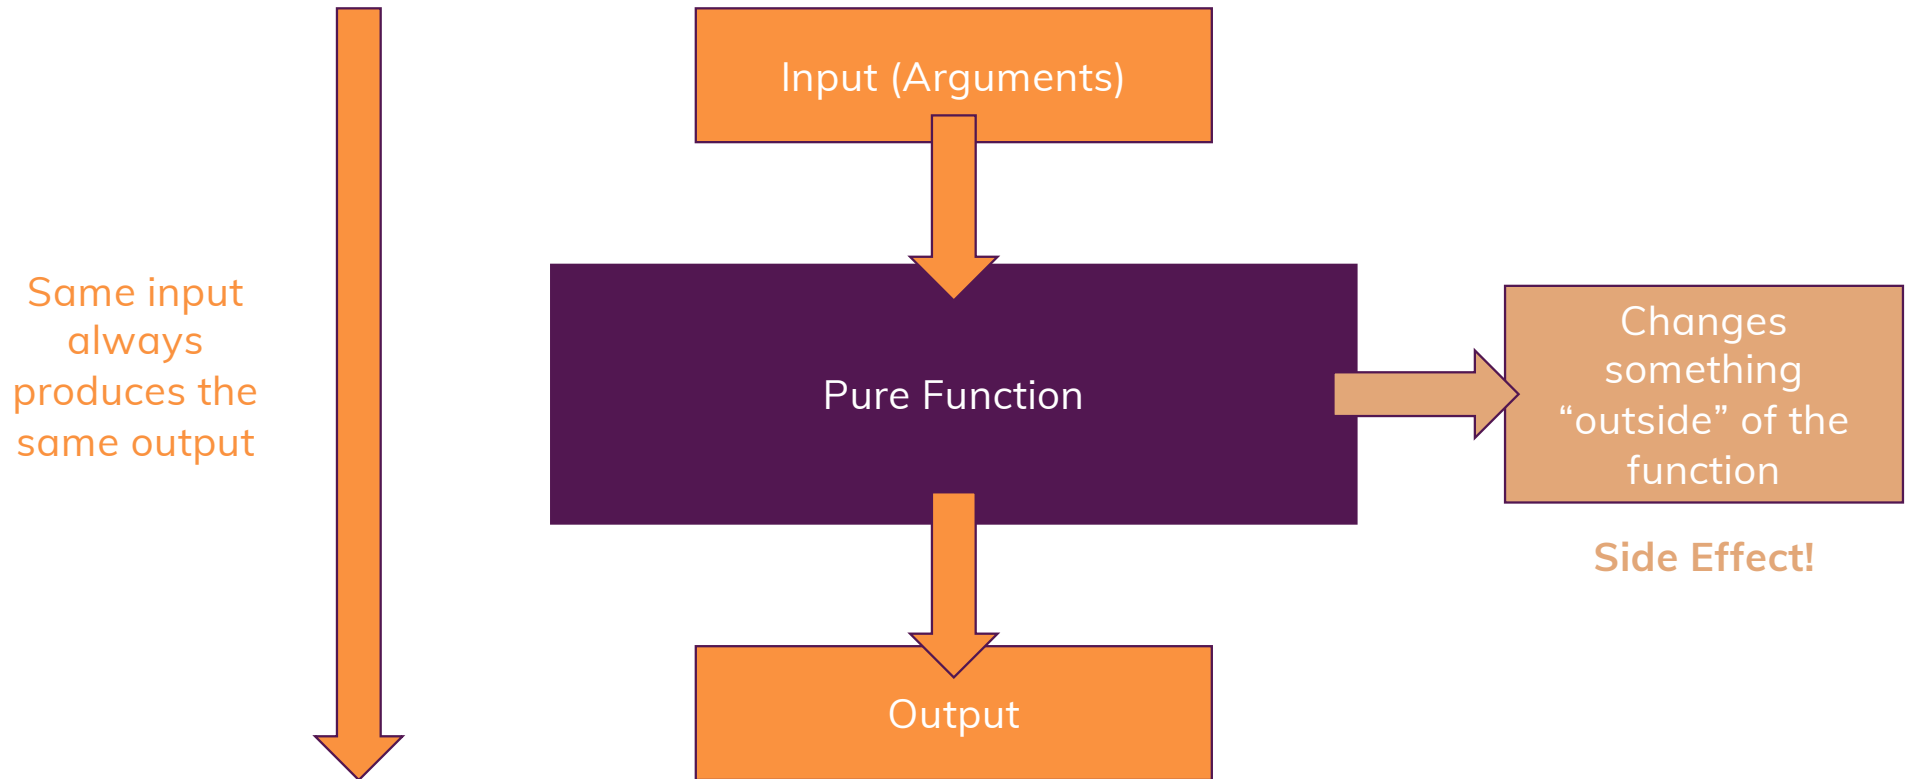 Input (Arguments)
Same input
always
produces the
same output
Pure Function
Changes
something
“outside” of the
function
Side Effect!
Output